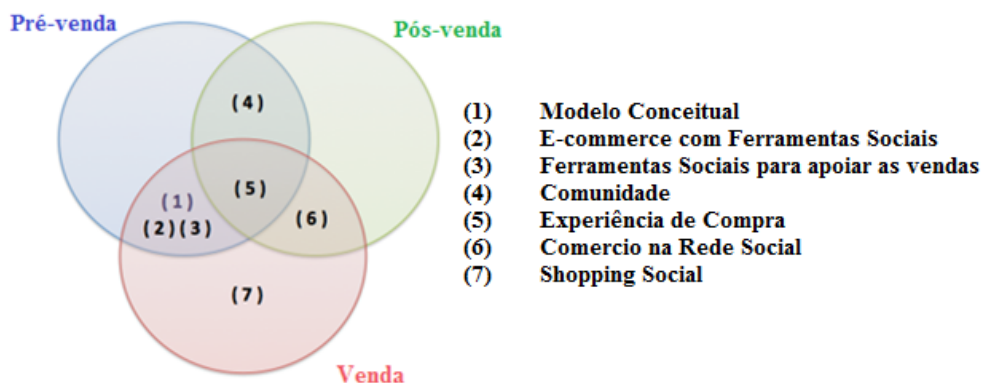 Pré-venda
Pós-venda
(4)
(5)
(1)
(2)(3)
(6)
(7)
Venda
(1) Modelo Conceitual
(2) E-commerce com Ferramentas Sociais
(3) Ferramentas Sociais para apoiar as vendas
(4) Comunidade
(5) Experiência de Compra
(6) Comercio na Rede Social
(7) Shopping Social